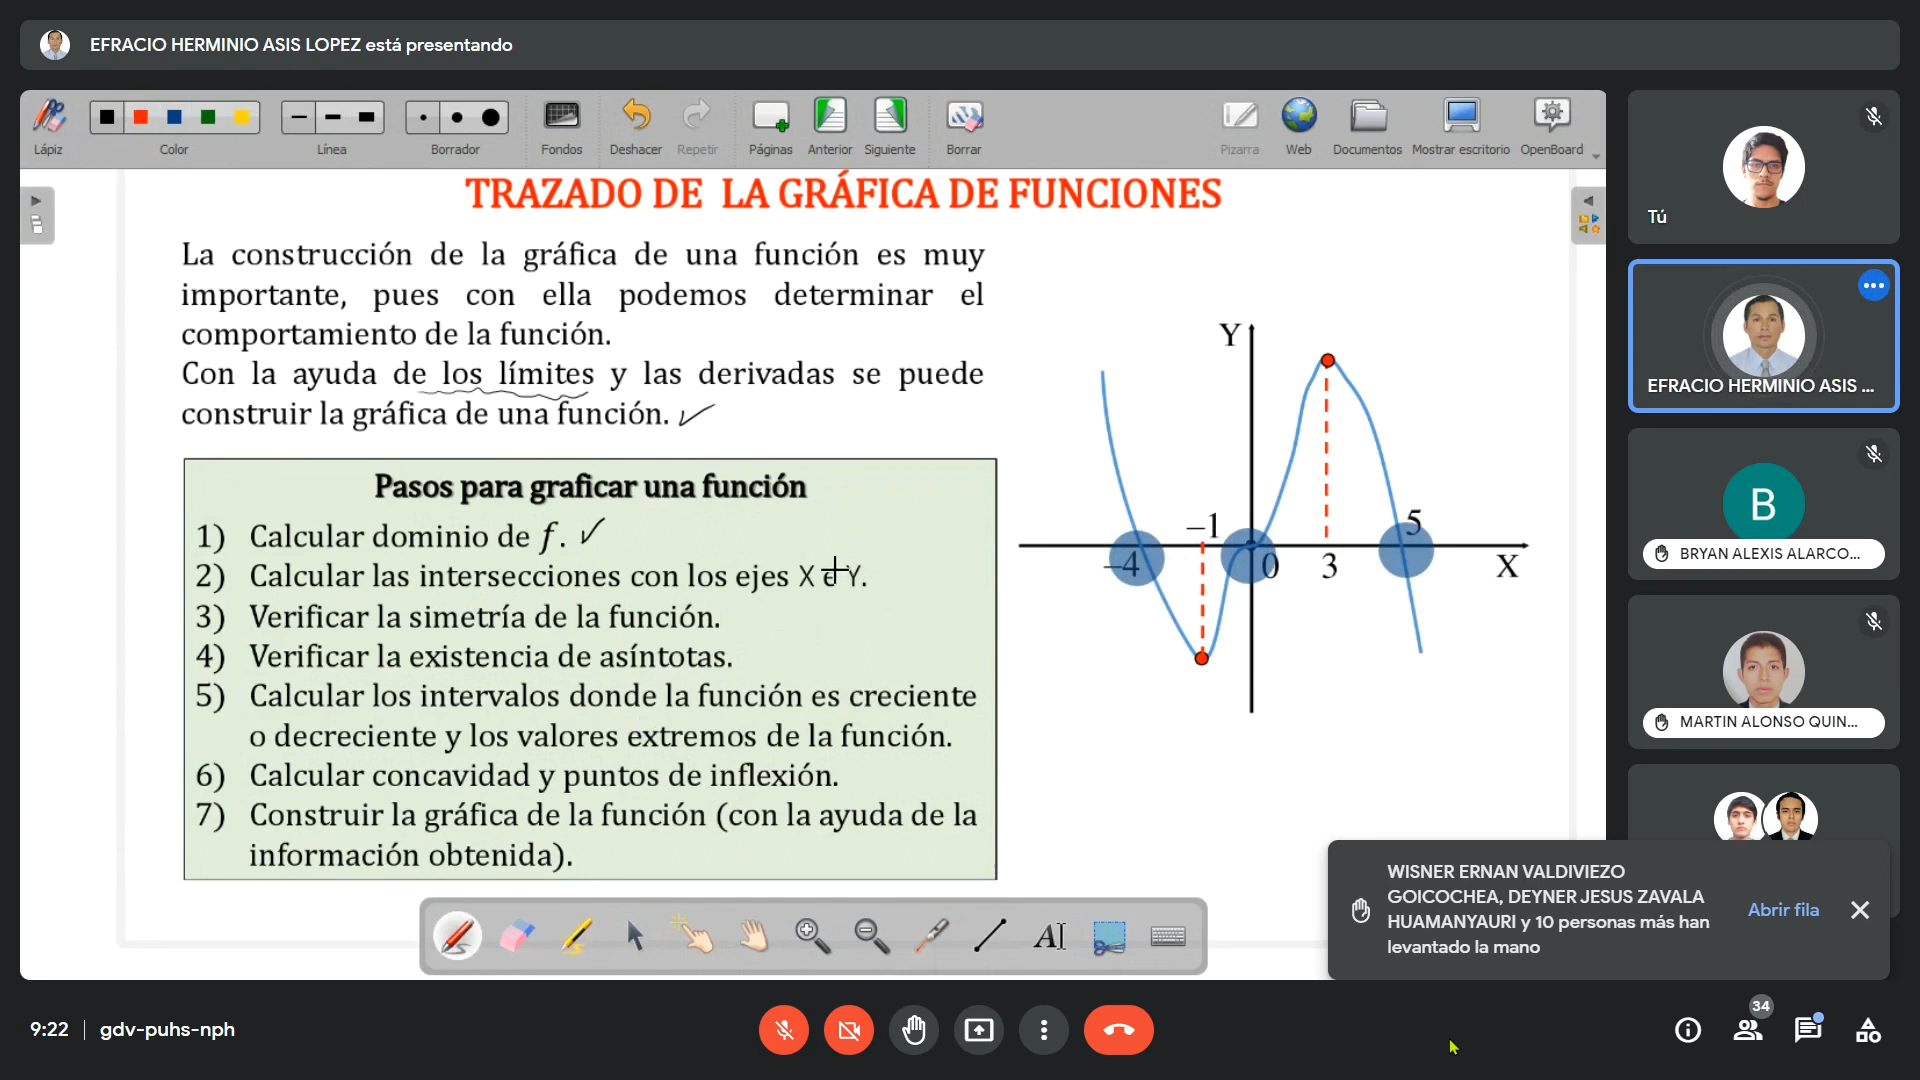 EFRACIO HERMINIO ASIS LOPEZ está presentando
Lápiz
Color
Línea
Borrador
Fondos
Deshacer
Repetir
Páginas
Anterior
Siguiente
Borrar
Pizarra
Web
Documentos
Mostrar escritorio
OpenBoard
TRAZADO DE LA GRÁFICA DE FUNCIONES
La construcción de la gráfica de una función es muy
importante, pues con ella podemos determinar el
comportamiento de la función.
Con la ayuda de los límites y las derivadas se puede
construir la gráfica de una función.
Pasos para graficar una función
1) Calcular dominio de f.
2) Calcular las intersecciones con los ejes X e Y.
3) Verificar la simetría de la función.
4) Verificar la existencia de asíntotas.
5) Calcular los intervalos donde la función es creciente
o decreciente y los valores extremos de la función.
6) Calcular concavidad y puntos de inflexión.
7) Construir la gráfica de la función (con la ayuda de la
información obtenida).
Y
−1
5
−4
0
3
X
AI
Tú
EFRACIO HERMINIO ASIS ...
B
BRYAN ALEXIS ALARCO...
MARTIN ALONSO QUIN...
WISNER ERNAN VALDIVIEZO
GOICOCHEA, DEYNER JESUS ZAVALA
HUAMANYAURI y 10 personas más han
levantado la mano
Abrir fila
9:22
gdv-puhs-nph
34